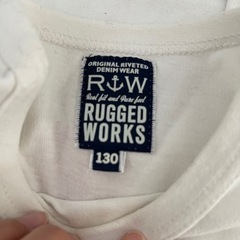 ORIGINAL RIVETED
DENIM WEAR
R W
Real fit and Pure feel
RUGGED
WORKS
130